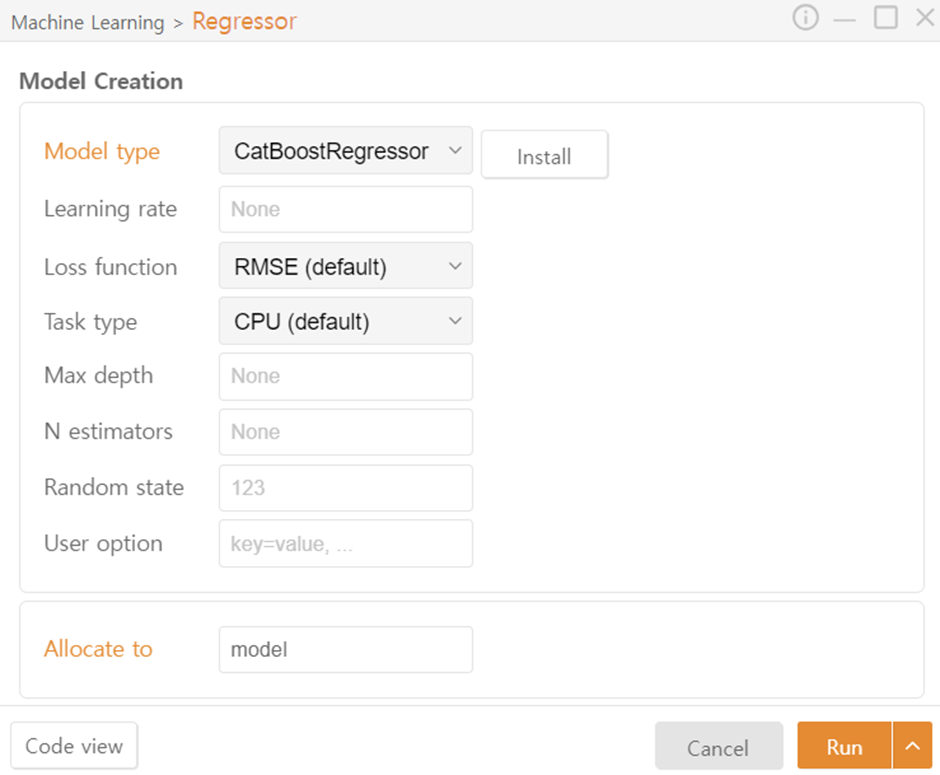 Machine Learning > Regressor
Model Creation
Model type CatBoostRegressor Install
Learning rate None
Loss function RMSE (default)
Task type CPU (default)
Max depth None
N estimators None
Random state 123
User option key=value, ...
Allocate to model
Code view Cancel Run